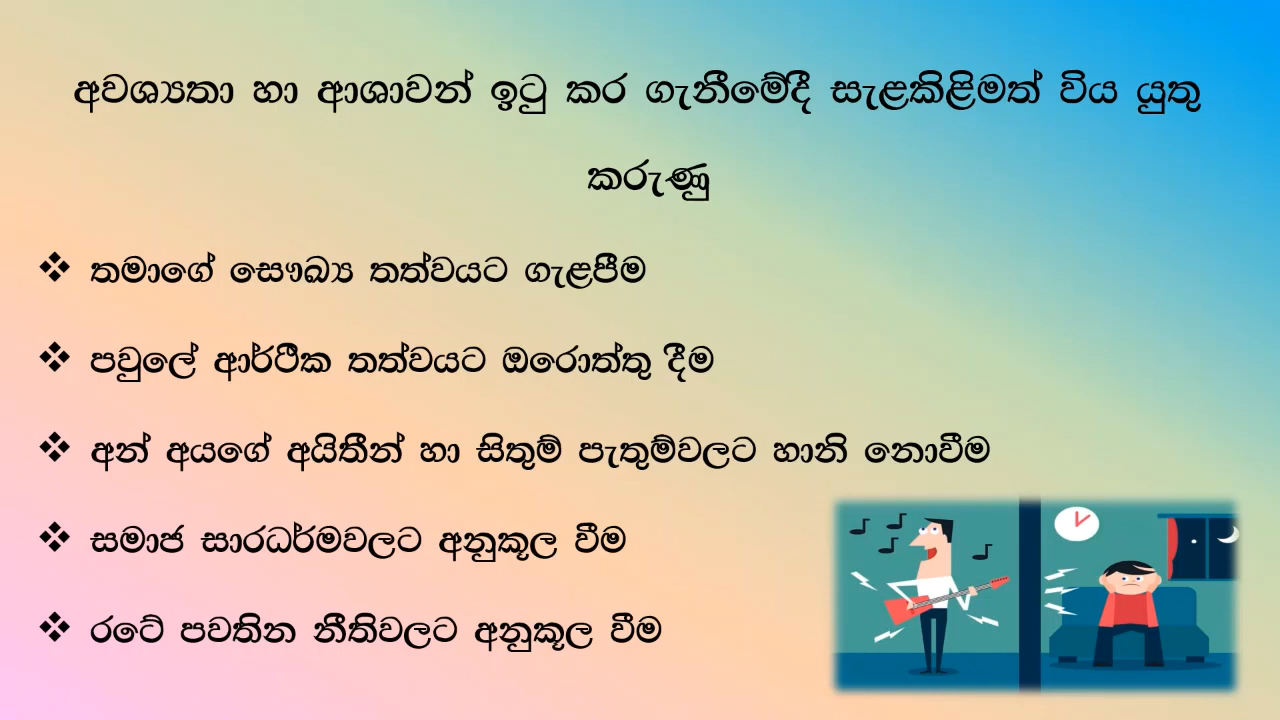 අවශ්‍යතා හා ආශාවන් ඉටු කර ගැනීමේදී සැළකිළිමත් විය යුතු
කරුණු
❖ තමාගේ සෞඛ්‍ය තත්වයට ගැළපීම
❖ පවුලේ ආර්ථික තත්වයට ඔරොත්තු දීම
❖ අන් අයගේ අයිතීන් හා සිතුම් පැතුම්වලට හානි නොවීම
❖ සමාජ සාරධර්මවලට අනුකූල වීම
❖ රටේ පවතින නීතිවලට අනුකූල වීම